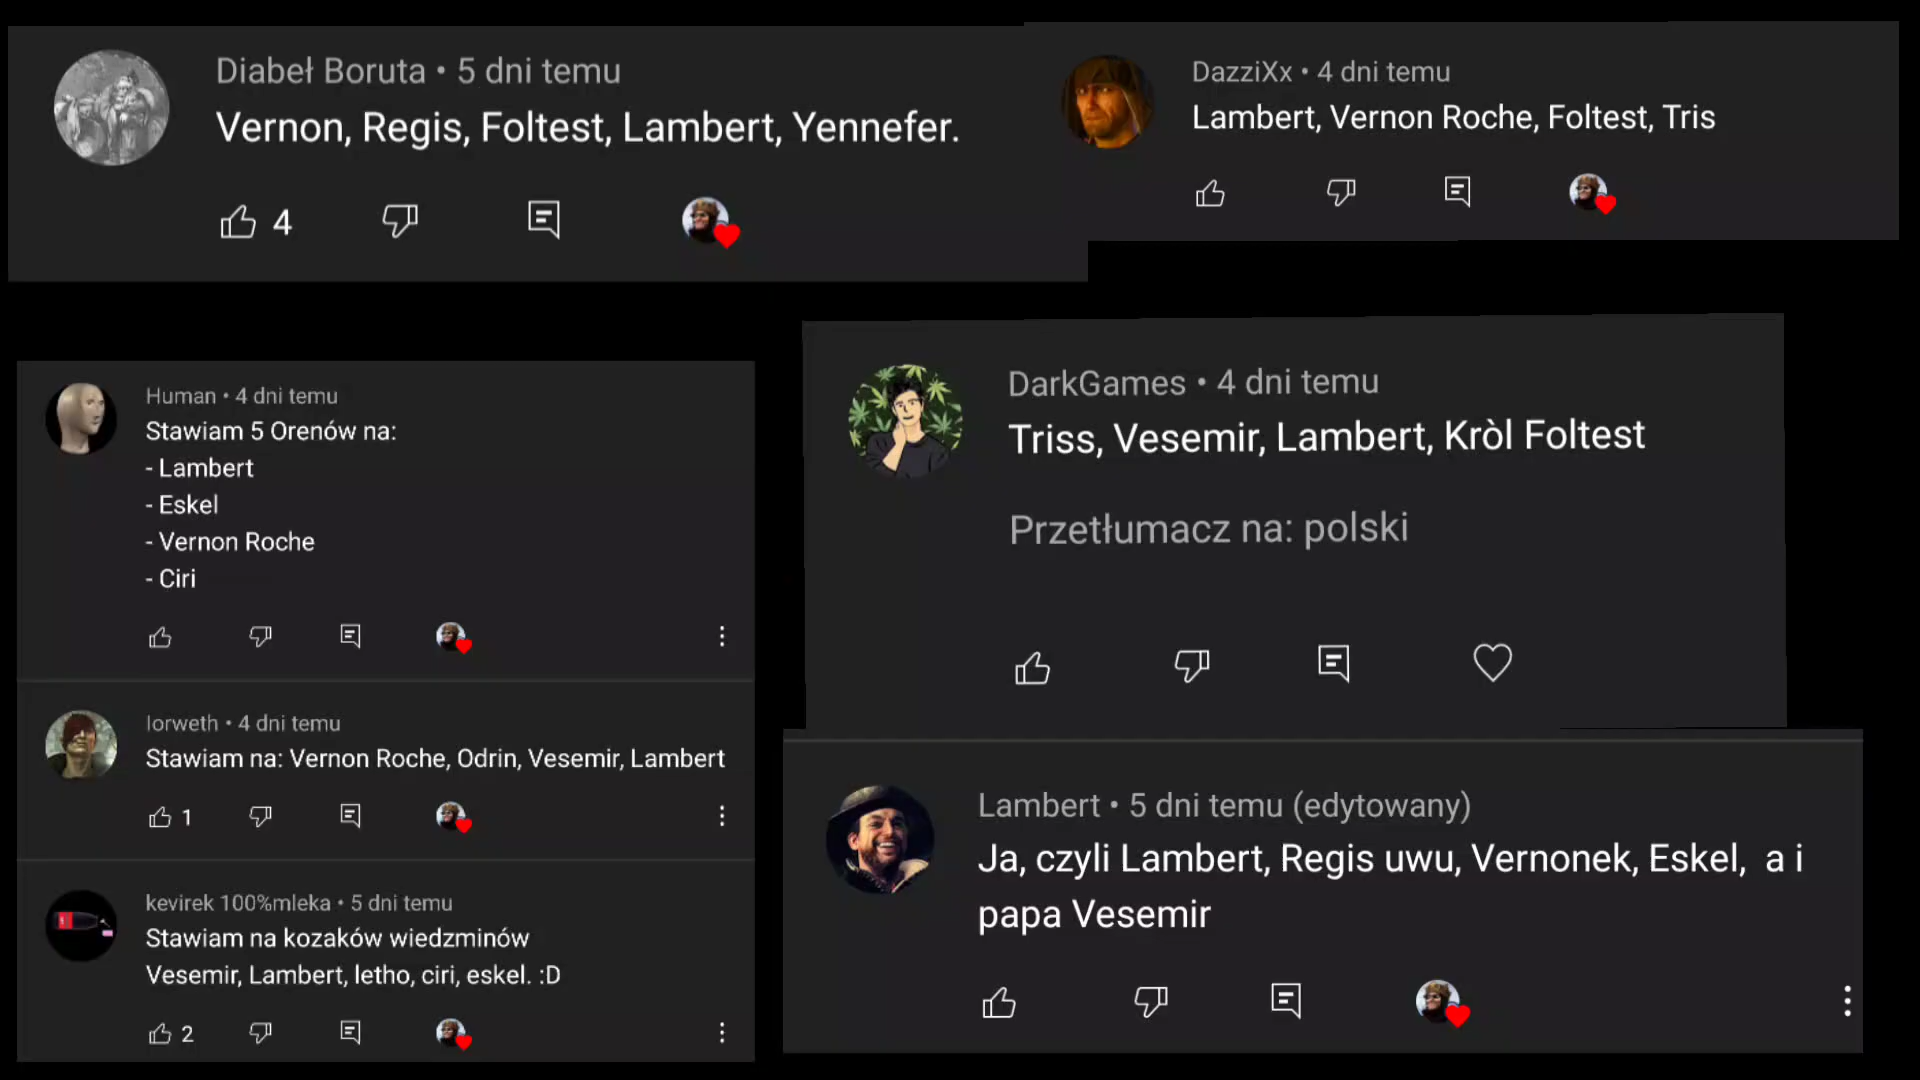 Diabeł Boruta • 5 dni temu
Vernon, Regis, Foltest, Lambert, Yennefer.
4
DazziXx • 4 dni temu
Lambert, Vernon Roche, Foltest, Tris
Human • 4 dni temu
Stawiam 5 Orenów na:
- Lambert
- Eskel
- Vernon Roche
- Ciri
Iorweth • 4 dni temu
Stawiam na: Vernon Roche, Odrin, Vesemir, Lambert
1
kevirek 100%mleka • 5 dni temu
Stawiam na kozaków wiedzminów
Vesemir, Lambert, letho, ciri, eskel. :D
2
DarkGames • 4 dni temu
Triss, Vesemir, Lambert, Kròl Foltest
Przetłumacz na: polski
Lambert • 5 dni temu (edytowany)
Ja, czyli Lambert, Regis uwu, Vernonek, Eskel,  a i
papa Vesemir